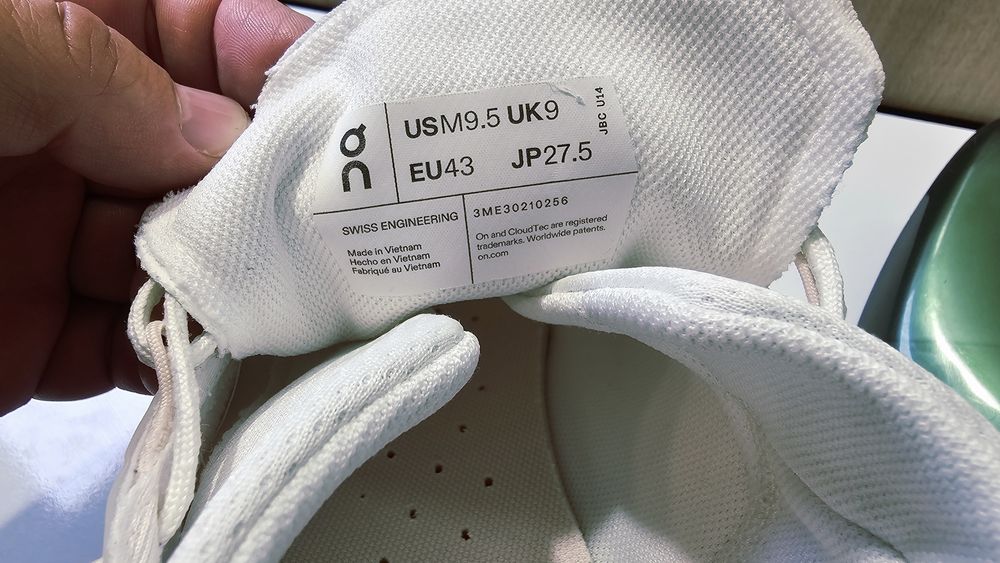 on
USM9.5 UK9
EU43 JP27.5
JBC U14
SWISS ENGINEERING
Made in Vietnam
Hecho en Vietnam
Fabriqué au Vietnam
3ME30210256
On and CloudTec are registered
trademarks. Worldwide patents.
on.com